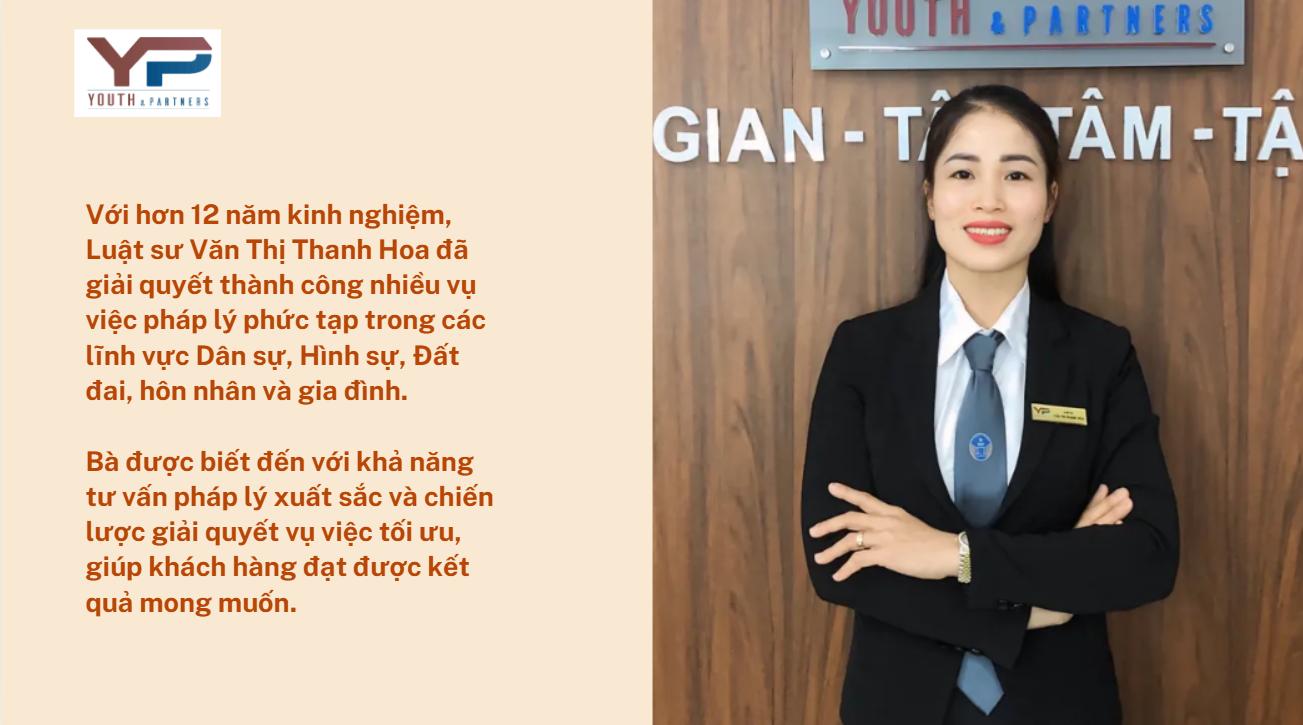 YP
YOUTH & PARTNERS
Với hơn 12 năm kinh nghiệm,
Luật sư Văn Thị Thanh Hoa đã
giải quyết thành công nhiều vụ
việc pháp lý phức tạp trong các
lĩnh vực Dân sự, Hình sự, Đất
đai, hôn nhân và gia đình.
Bà được biết đến với khả năng
tư vấn pháp lý xuất sắc và chiến
lược giải quyết vụ việc tối ưu,
giúp khách hàng đạt được kết
quả mong muốn.
YOUTH & PARTNERS
GIAN - TÂM - TẬ
YP